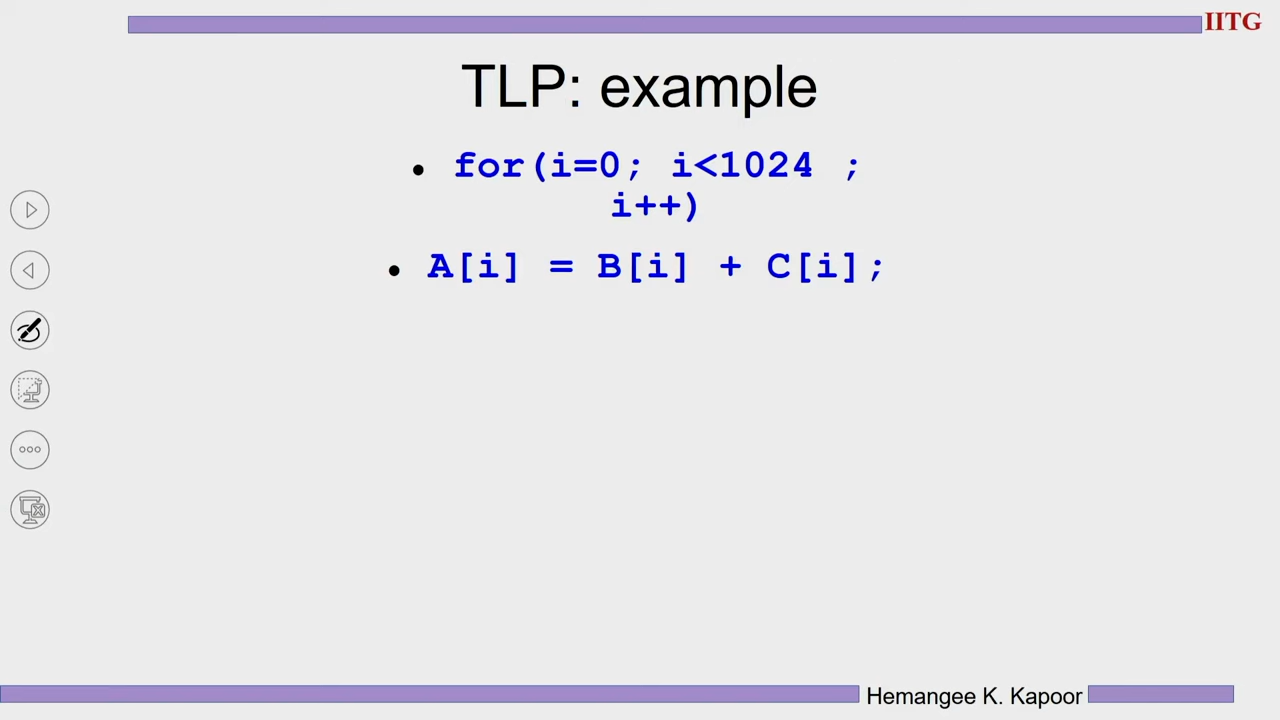 IITG
TLP: example
• for(i=0; i<1024 ;
i++)
• A[i] = B[i] + C[i];
Hemangee K. Kapoor